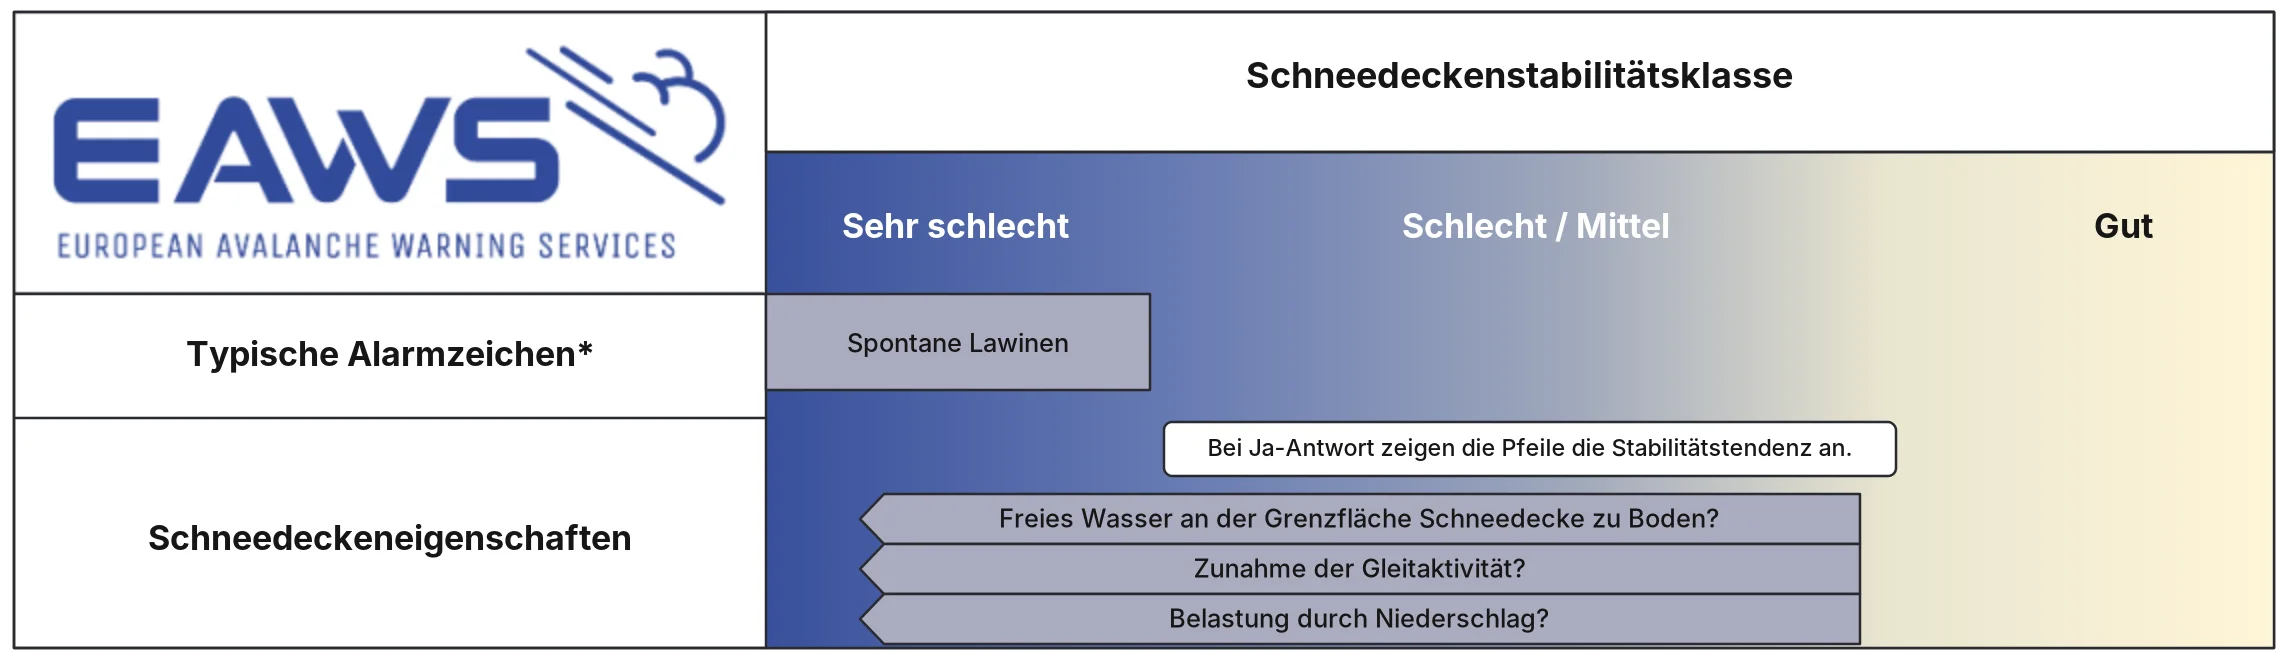 EAWS
EUROPEAN AVALANCHE WARNING SERVICES
Schneedeckenstabilitätsklasse
Sehr schlecht
Schlecht / Mittel
Gut
Typische Alarmzeichen*
Spontane Lawinen
Schneedeckeneigenschaften
Bei Ja-Antwort zeigen die Pfeile die Stabilitätstendenz an.
Freies Wasser an der Grenzfläche Schneedecke zu Boden?
Zunahme der Gleitaktivität?
Belastung durch Niederschlag?